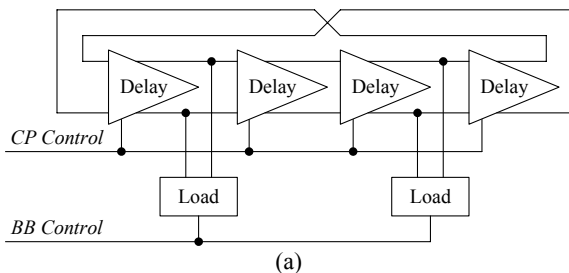 Delay Delay Delay Delay
CP Control
Load Load
BB Control
(a)